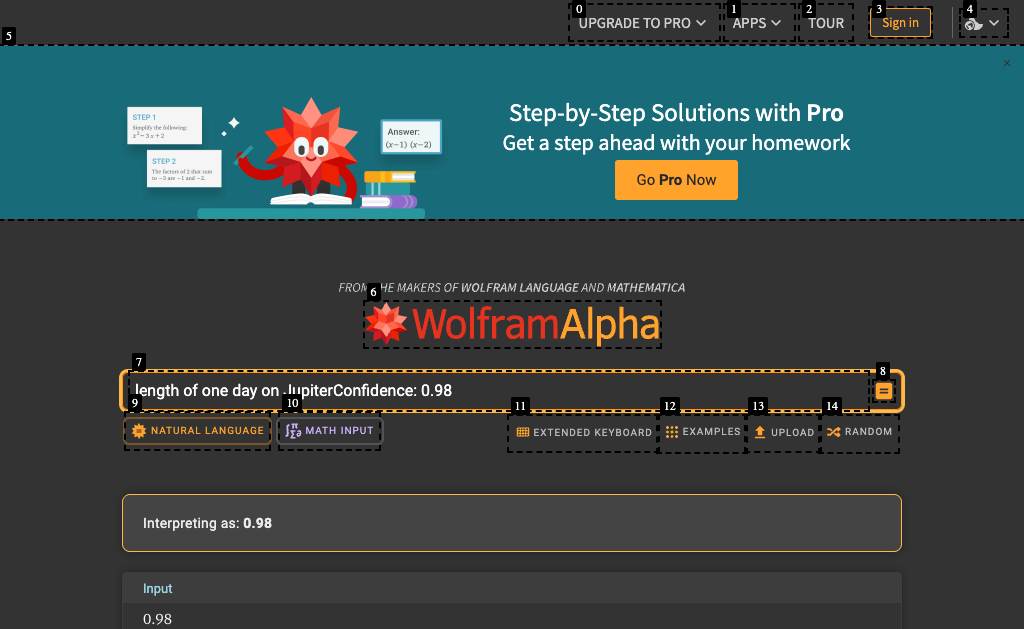 UPGRADE TO PRO
APPS
TOUR
Sign in
0
1
2
3
4
5
STEP 1
Simplify the following:
x² − 3 x + 2
STEP 2
The factors of 2 that sum
to −3 are −1 and −2.
Answer:
(x−1) (x−2)
Step-by-Step Solutions with Pro
Get a step ahead with your homework
Go Pro Now
×
FROM THE MAKERS OF WOLFRAM LANGUAGE AND MATHEMATICA
6
WolframAlpha
7
8
length of one day on JupiterConfidence: 0.98
9
10
11
12
13
14
NATURAL LANGUAGE
MATH INPUT
EXTENDED KEYBOARD
EXAMPLES
UPLOAD
RANDOM
Interpreting as: 0.98
Input
0.98